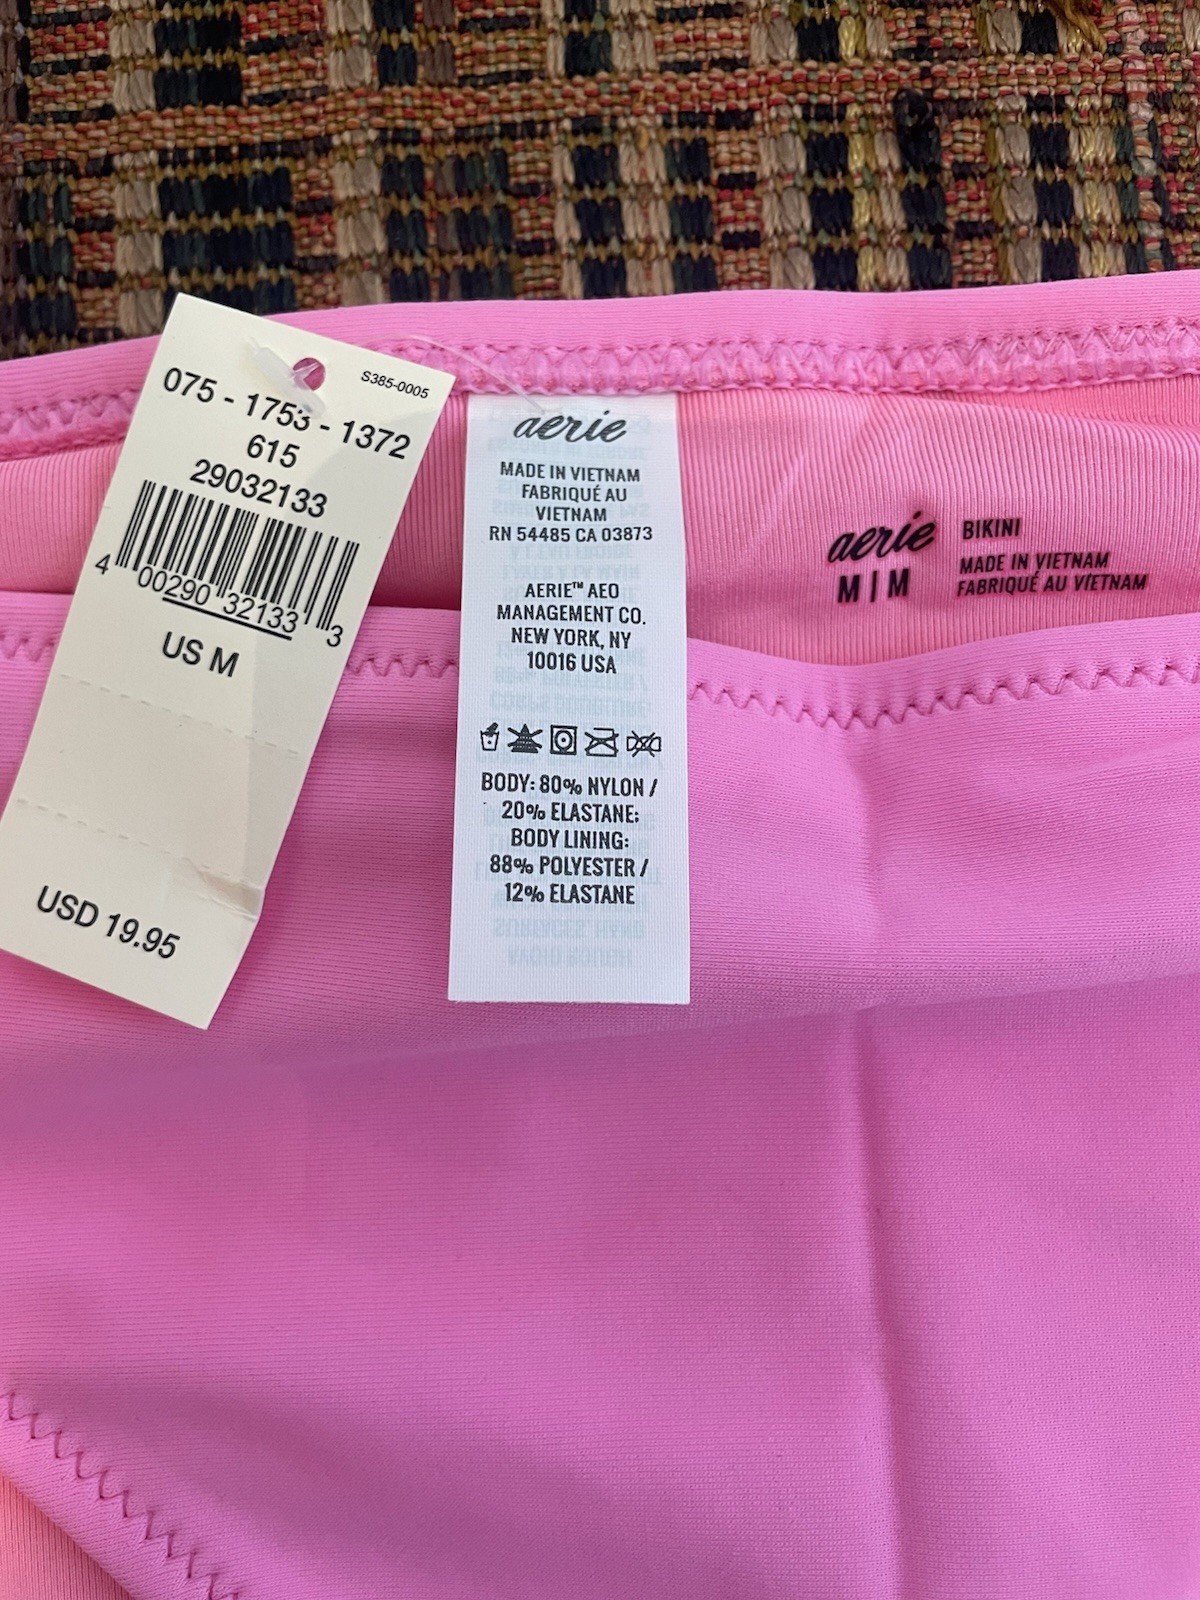 S385-0005
075 - 1753 - 1372
615
29032133
4 00290 32133 3
US M
USD 19.95
aerie
MADE IN VIETNAM
FABRIQUÉ AU
VIETNAM
RN 54485 CA 03873
AERIE™ AEO
MANAGEMENT CO.
NEW YORK, NY
10016 USA
BODY: 80% NYLON /
20% ELASTANE;
BODY LINING:
88% POLYESTER /
12% ELASTANE
aerie BIKINI
M | M MADE IN VIETNAM
FABRIQUÉ AU VIETNAM